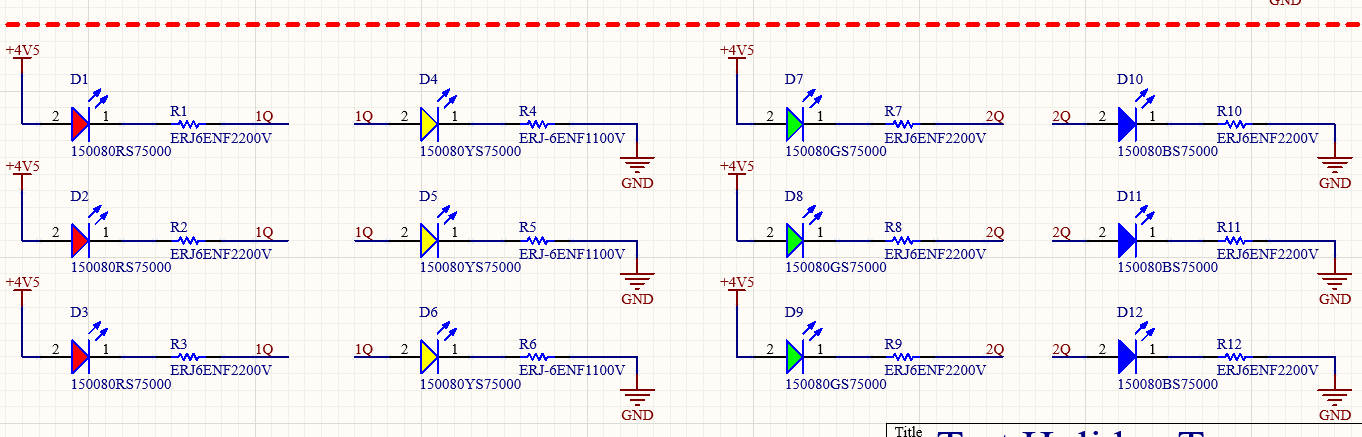 GND
+4V5
D1
2
1
R1
1Q
ERJ6ENF2200V
150080RS75000
1Q
D4
2
1
R4
ERJ-6ENF1100V
150080YS75000
GND
+4V5
D7
2
1
R7
2Q
ERJ6ENF2200V
150080GS75000
2Q
D10
2
1
R10
ERJ6ENF2200V
150080BS75000
GND
+4V5
D2
2
1
R2
1Q
ERJ6ENF2200V
150080RS75000
1Q
D5
2
1
R5
ERJ-6ENF1100V
150080YS75000
GND
+4V5
D8
2
1
R8
2Q
ERJ6ENF2200V
150080GS75000
2Q
D11
2
1
R11
ERJ6ENF2200V
150080BS75000
GND
+4V5
D3
2
1
R3
1Q
ERJ6ENF2200V
150080RS75000
1Q
D6
2
1
R6
ERJ-6ENF1100V
150080YS75000
GND
+4V5
D9
2
1
R9
2Q
ERJ6ENF2200V
150080GS75000
2Q
D12
2
1
R12
ERJ6ENF2200V
150080BS75000
GND
Title